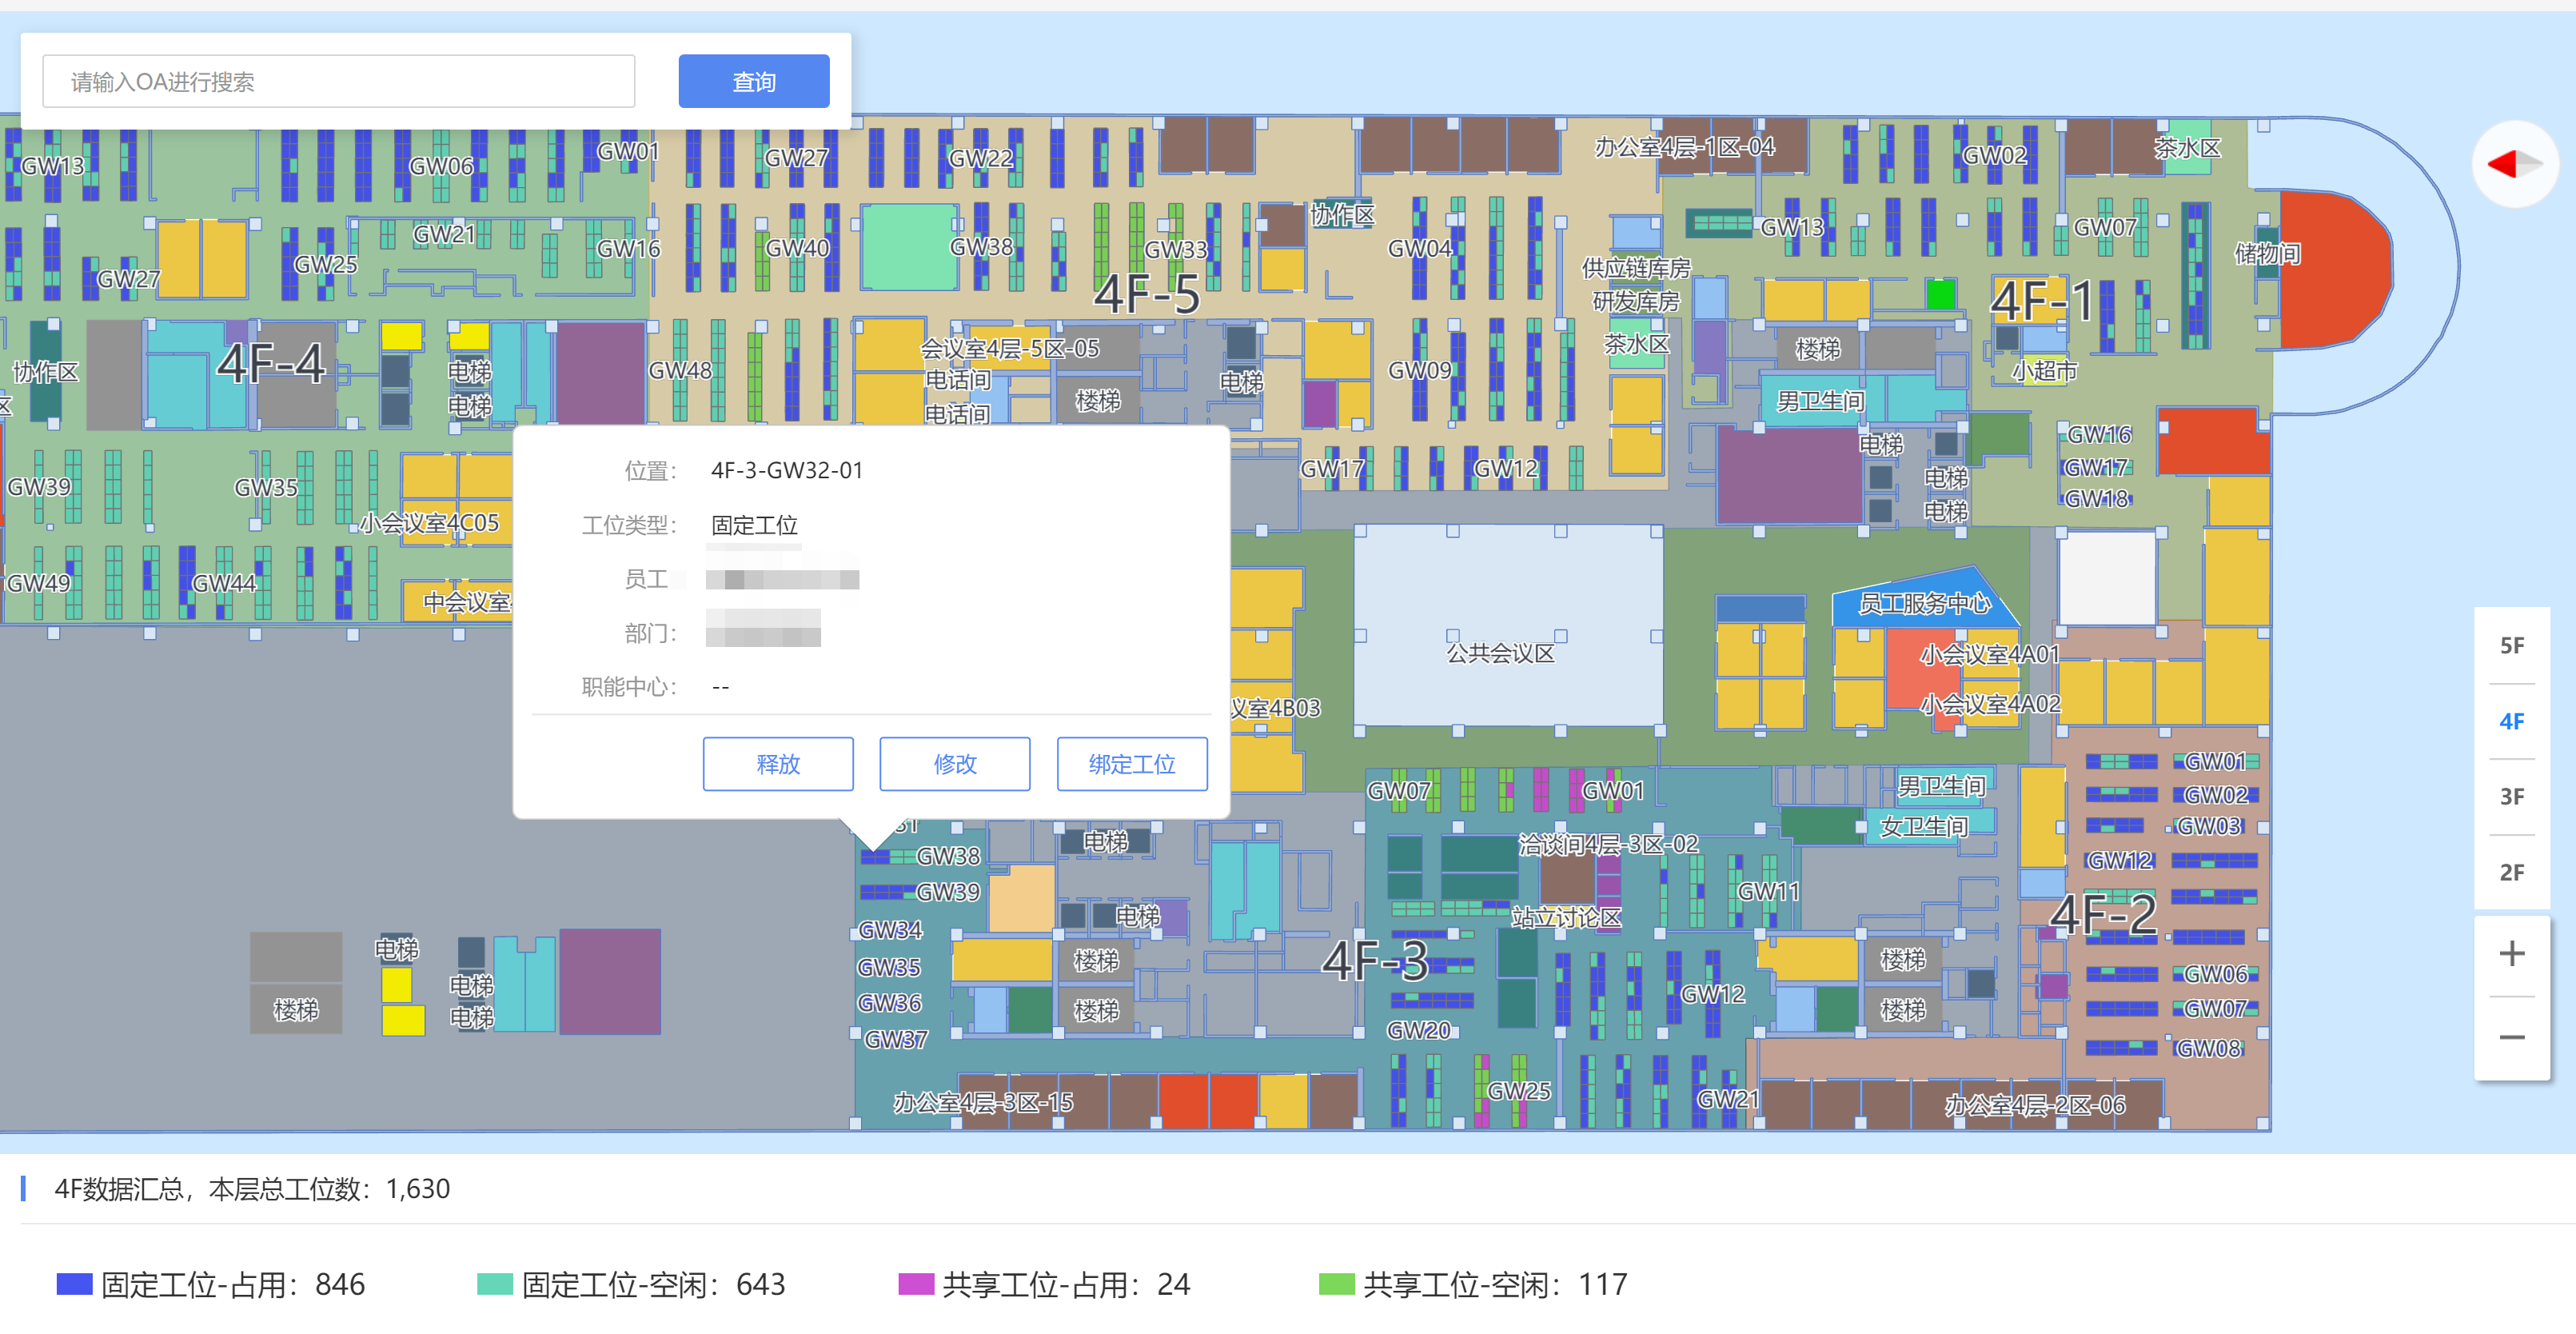 请输入OA进行搜索
查询
GW13
GW06
GW01
GW27
GW22
办公室4层-1区-04
GW02
茶水区
GW21
GW16
GW40
GW38
GW33
协作区
GW04
GW13
GW07
储物间
GW27
GW25
供应链库房
研发库房
4F-5
4F-1
协作区
4F-4
电梯
电梯
GW48
会议室4层-5区-05
电话间
电话间
楼梯
电梯
GW09
茶水区
楼梯
小超市
男卫生间
区
GW39
GW35
小会议室4C05
GW17
GW12
电梯
电梯
电梯
GW16
GW17
GW18
GW49
GW44
中会议室
位置： 4F-3-GW32-01
工位类型： 固定工位
员工
部门：
职能中心： --
释放
修改
绑定工位
公共会议区
员工服务中心
小会议室4A01
小会议室4A02
议室4B03
5F
4F
3F
2F
GW07
GW01
男卫生间
女卫生间
GW01
GW02
GW03
GW12
GW38
GW39
GW34
GW35
GW36
GW37
电梯
电梯
洽谈间4层-3区-02
站立讨论区
GW11
4F-2
4F-3
楼梯
楼梯
GW12
GW20
楼梯
楼梯
GW06
GW07
GW08
电梯
电梯
电梯
楼梯
办公室4层-3区-15
GW25
GW21
办公室4层-2区-06
+
−
4F数据汇总，本层总工位数：1,630
固定工位-占用：846
固定工位-空闲：643
共享工位-占用：24
共享工位-空闲：117